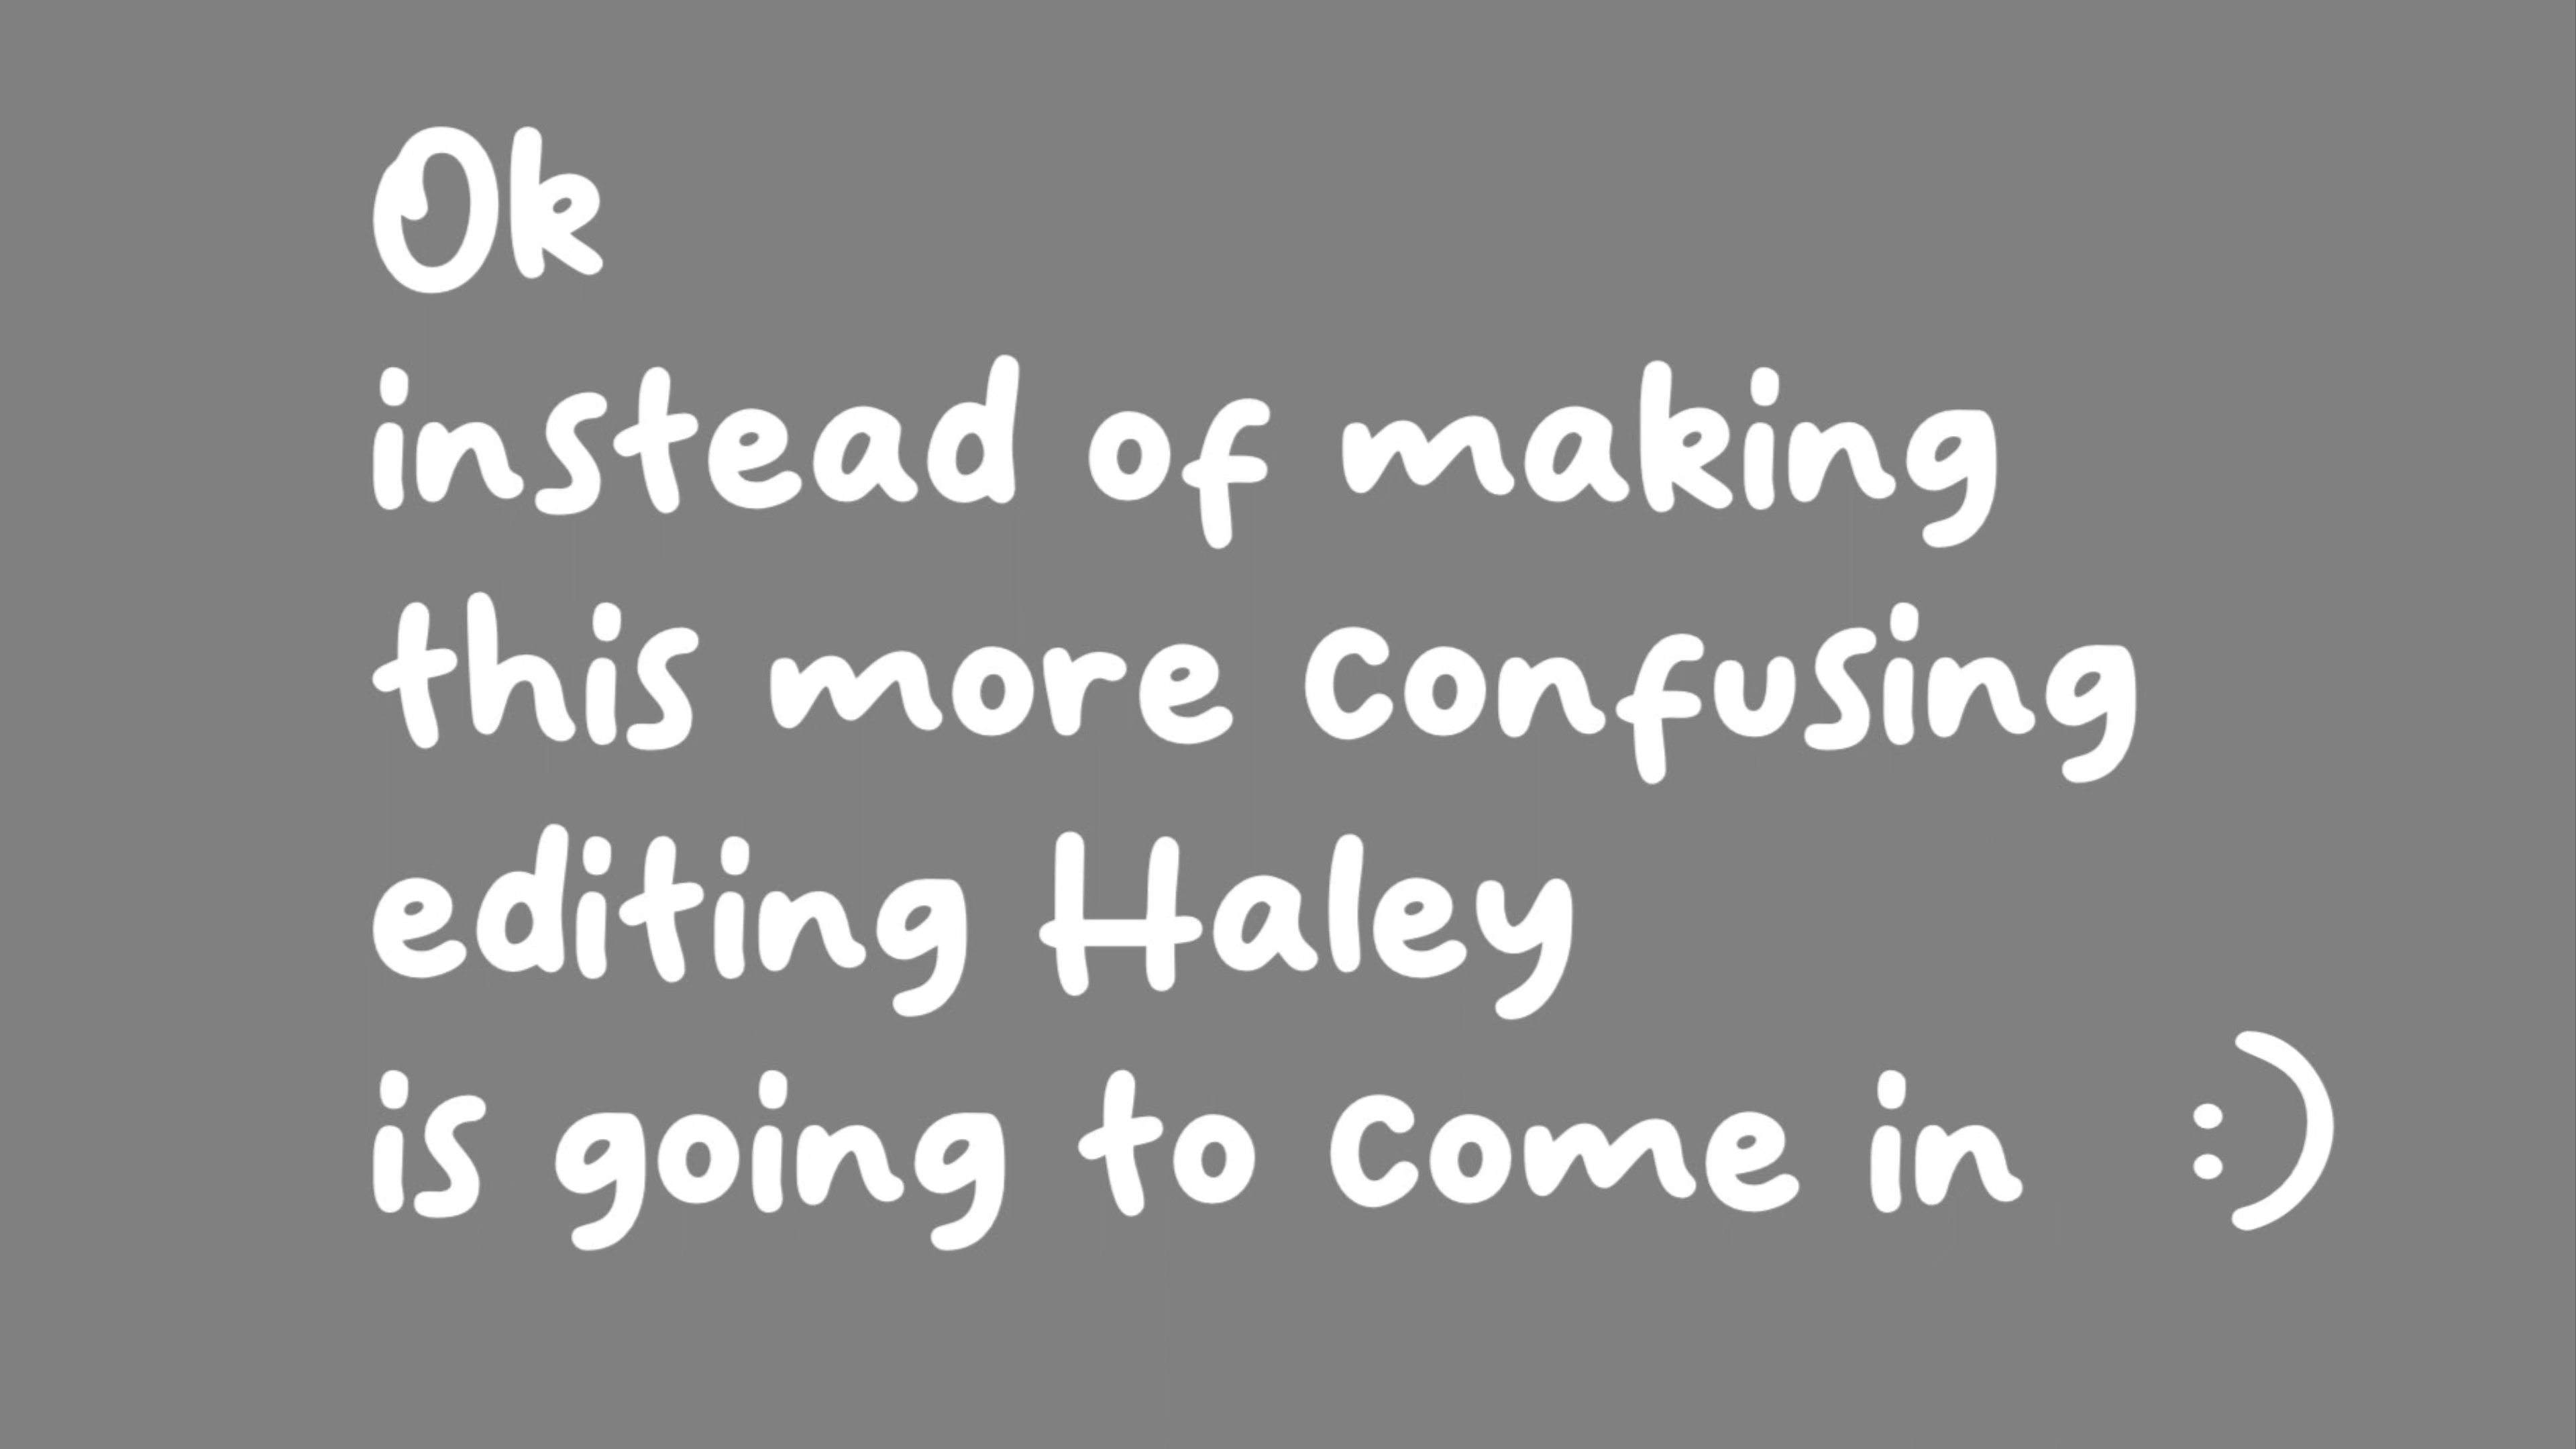 Ok
instead of making
this more confusing
editing Haley
is going to come in :)